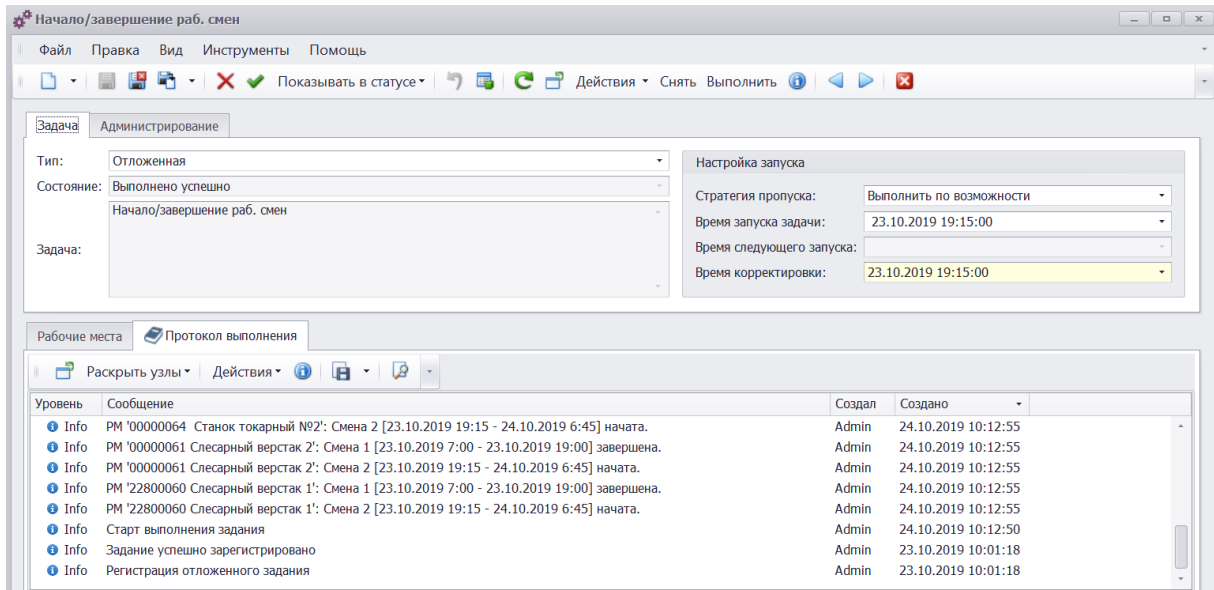 Начало/завершение раб. смен
Файл Правка Вид Инструменты Помощь
Показывать в статусе Действия Снять Выполнить
Задача Администрирование
Тип: Отложенная
Состояние: Выполнено успешно
Задача: Начало/завершение раб. смен
Настройка запуска
Стратегия пропуска: Выполнить по возможности
Время запуска задачи: 23.10.2019 19:15:00
Время следующего запуска:
Время корректировки: 23.10.2019 19:15:00
Рабочие места Протокол выполнения
Раскрыть узлы Действия
Уровень Сообщение Создал Создано
Info РМ '00000064 Станок токарный №2': Смена 2 [23.10.2019 19:15 - 24.10.2019 6:45] начата. Admin 24.10.2019 10:12:55
Info РМ '00000061 Слесарный верстак 2': Смена 1 [23.10.2019 7:00 - 23.10.2019 19:00] завершена. Admin 24.10.2019 10:12:55
Info РМ '00000061 Слесарный верстак 2': Смена 2 [23.10.2019 19:15 - 24.10.2019 6:45] начата. Admin 24.10.2019 10:12:55
Info РМ '22800060 Слесарный верстак 1': Смена 1 [23.10.2019 7:00 - 23.10.2019 19:00] завершена. Admin 24.10.2019 10:12:55
Info РМ '22800060 Слесарный верстак 1': Смена 2 [23.10.2019 19:15 - 24.10.2019 6:45] начата. Admin 24.10.2019 10:12:55
Info Старт выполнения задания Admin 24.10.2019 10:12:50
Info Задание успешно зарегистрировано Admin 23.10.2019 10:01:18
Info Регистрация отложенного задания Admin 23.10.2019 10:01:18